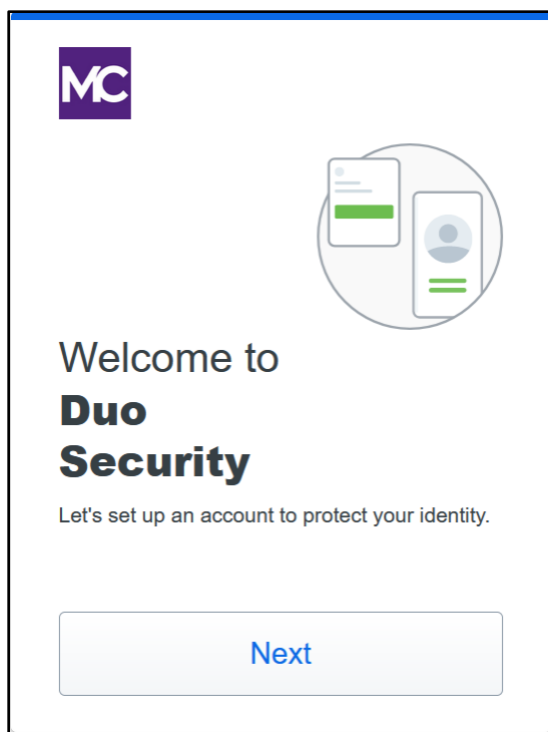 MC
Welcome to
Duo
Security
Let's set up an account to protect your identity.
Next